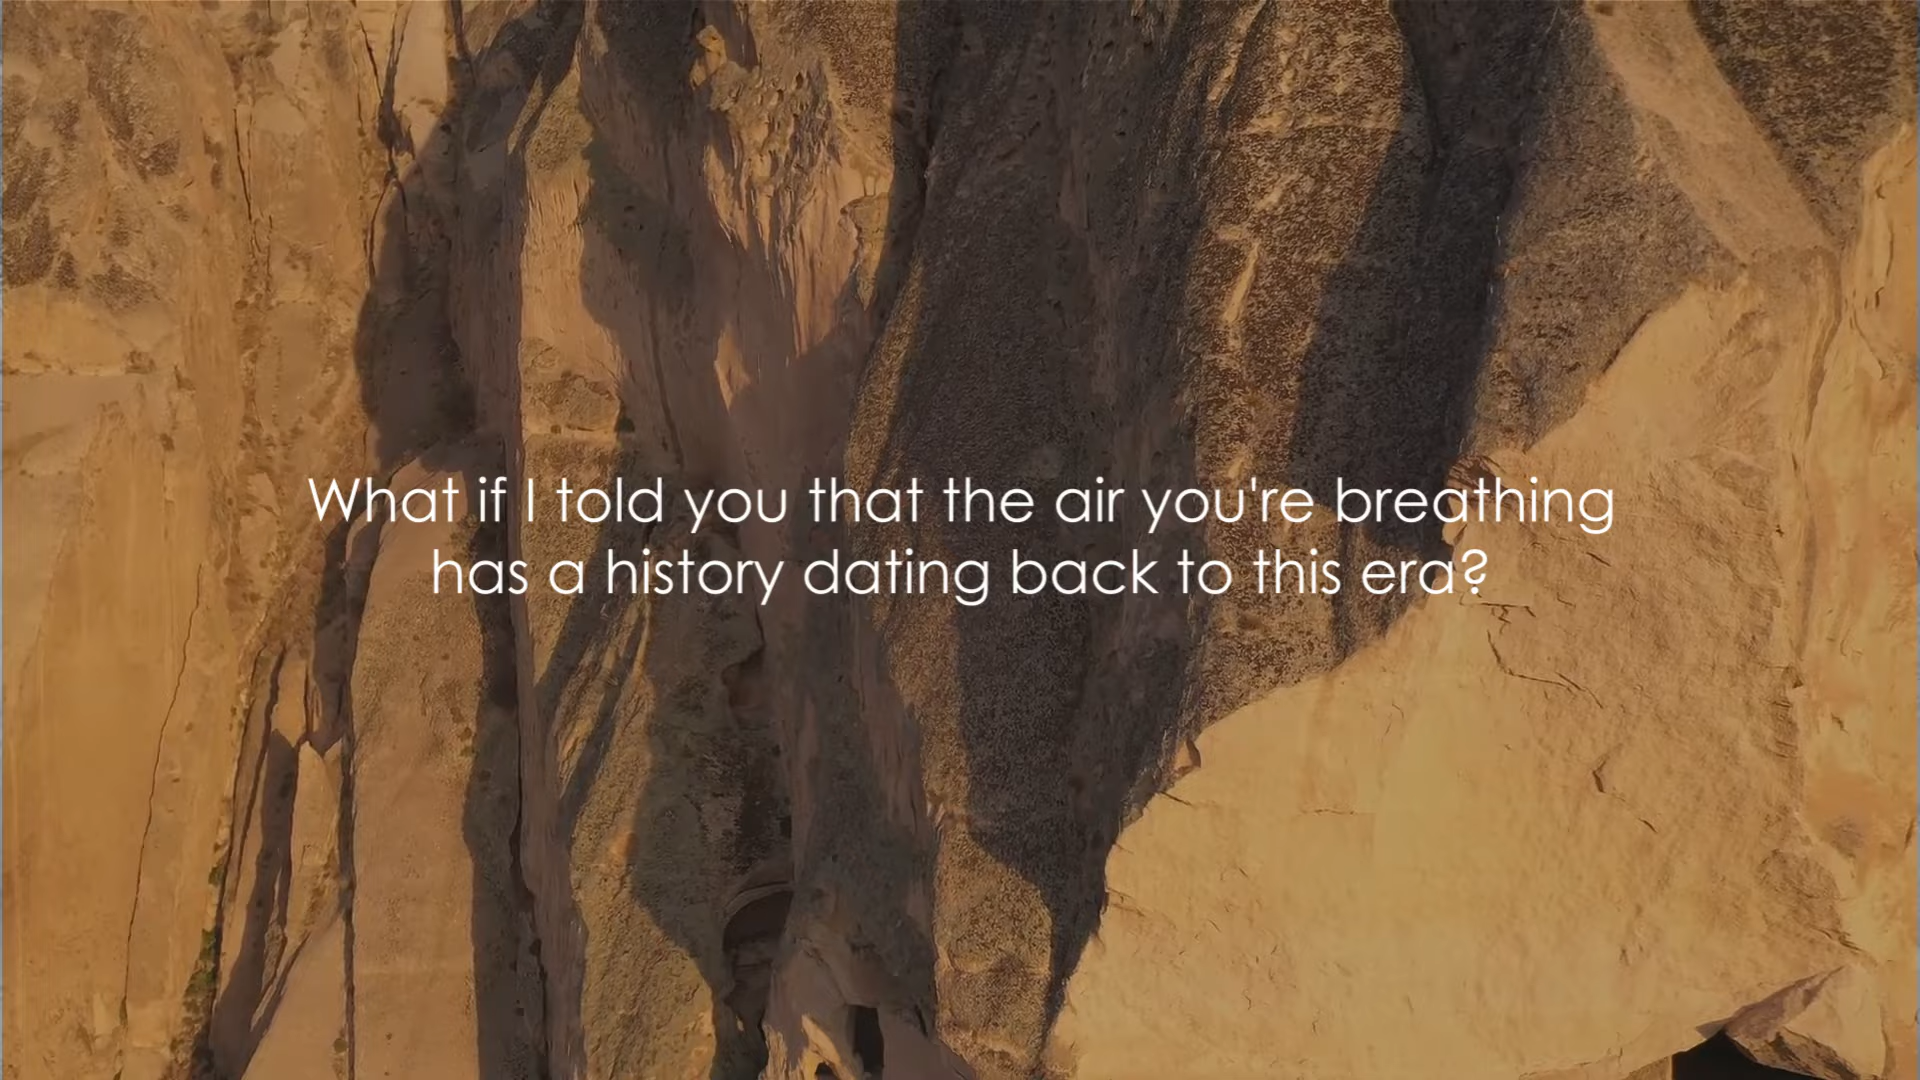 What if I told you that the air you're breathing
has a history dating back to this era?